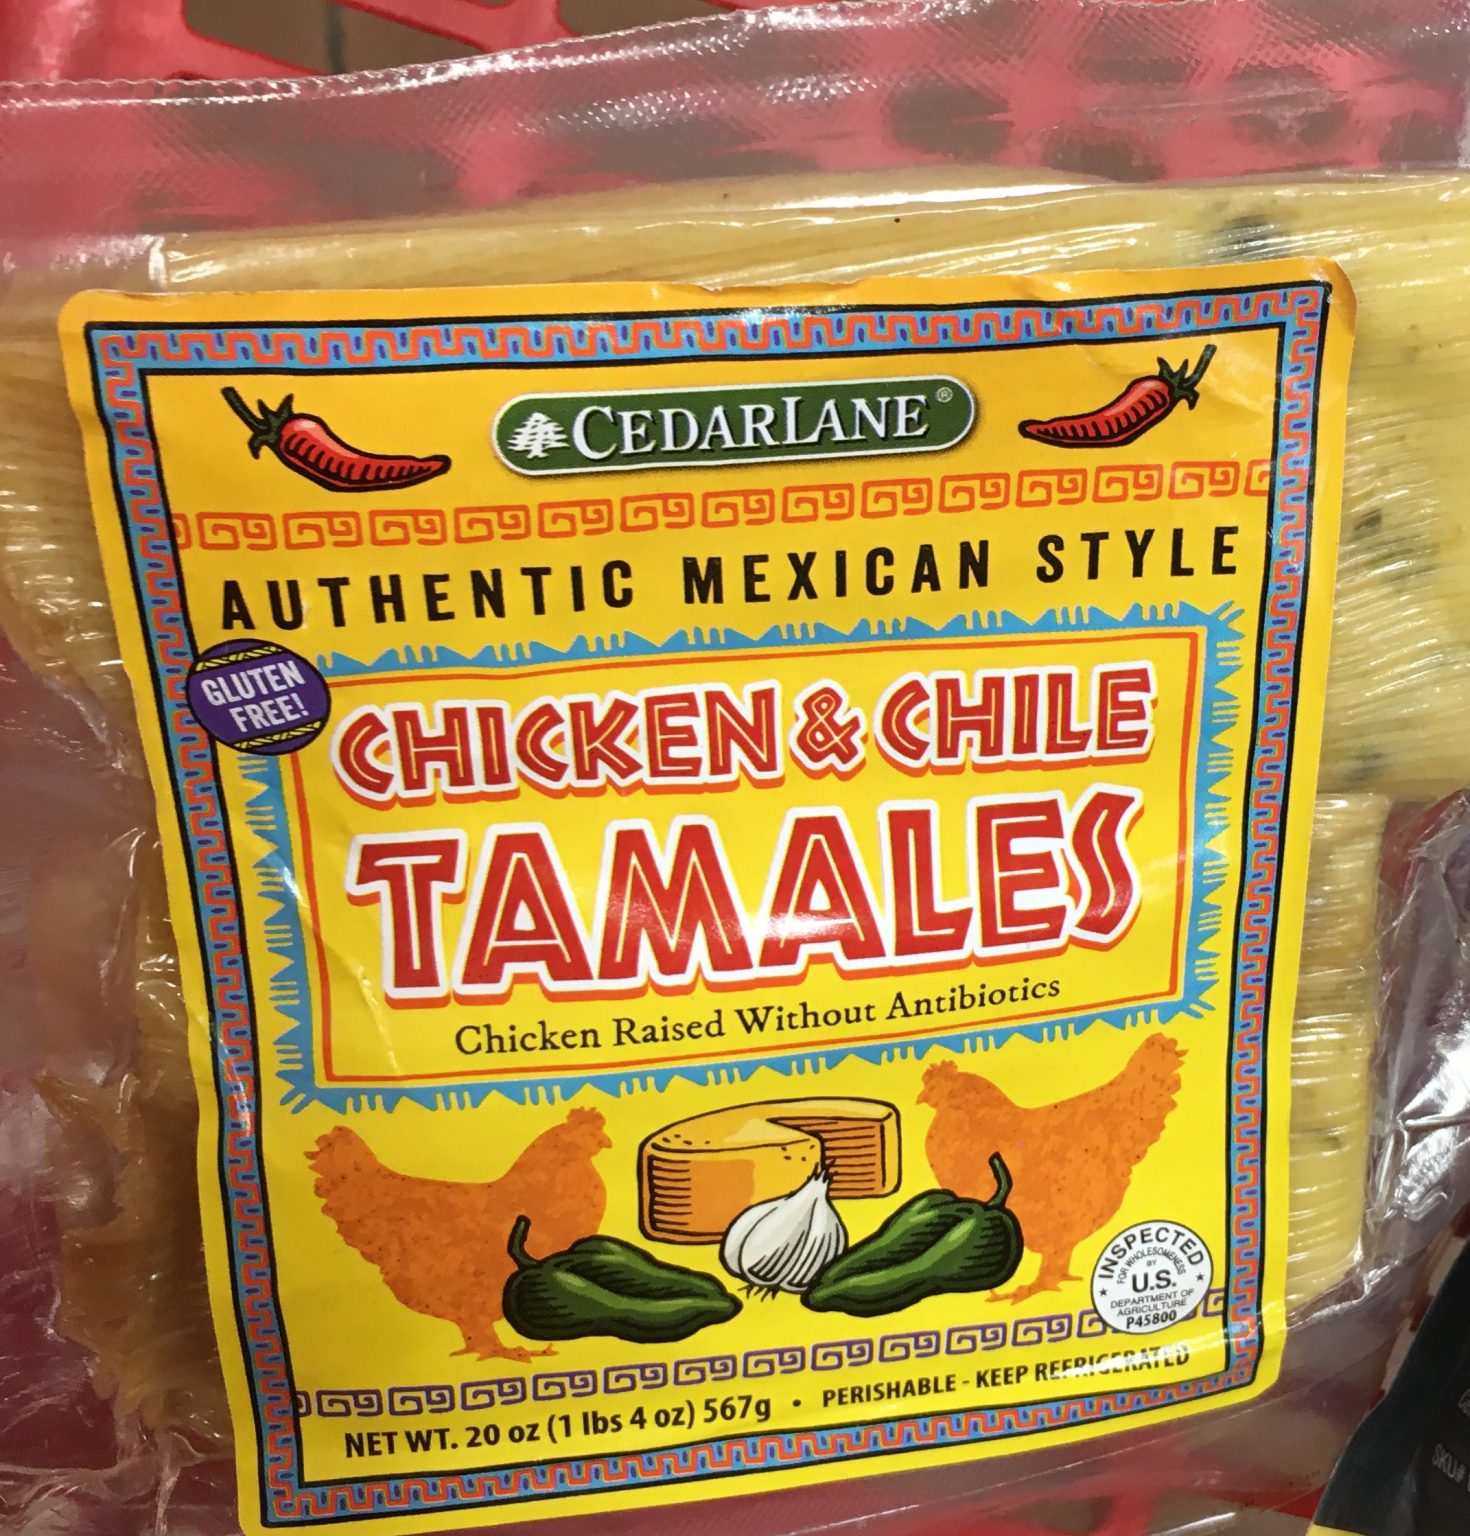 CEDARLANE®
AUTHENTIC MEXICAN STYLE
GLUTEN
FREE!
CHICKEN & CHILE
TAMALES
Chicken Raised Without Antibiotics
INSPECTED
FOR WHOLESOMENESS
BY
U.S.
DEPARTMENT OF
AGRICULTURE
P45800
NET WT. 20 oz (1 lbs 4 oz) 567g • PERISHABLE - KEEP REFRIGERATED
SKU#